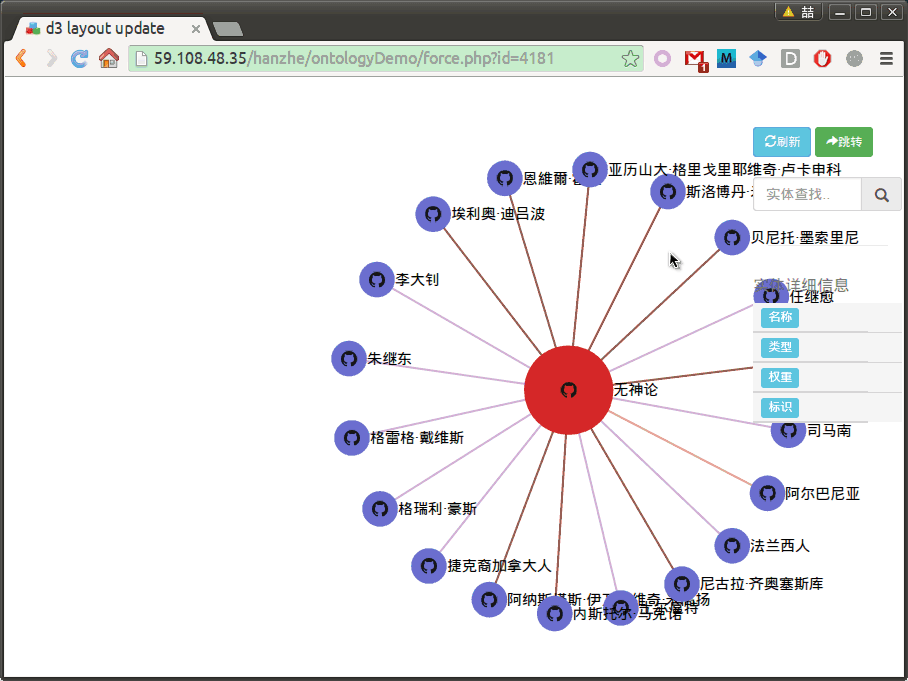 喆
d3 layout update
59.108.48.35/hanzhe/ontologyDemo/force.php?id=4181
1
M
D
刷新
跳转
实体查找..
亚历山大·格里戈里耶维奇·卢卡申科
恩維爾·
斯洛博丹·
埃利奥·迪吕波
贝尼托·墨索里尼
李大钊
实体详细信息
任继愈
名称
类型
朱继东
权重
无神论
标识
格雷格·戴维斯
司马南
阿尔巴尼亚
格瑞利·豪斯
法兰西人
捷克裔加拿大人
尼古拉·齐奥塞斯库
阿纳斯塔斯·伊
维奇·米高扬
内斯托尔·马克诺